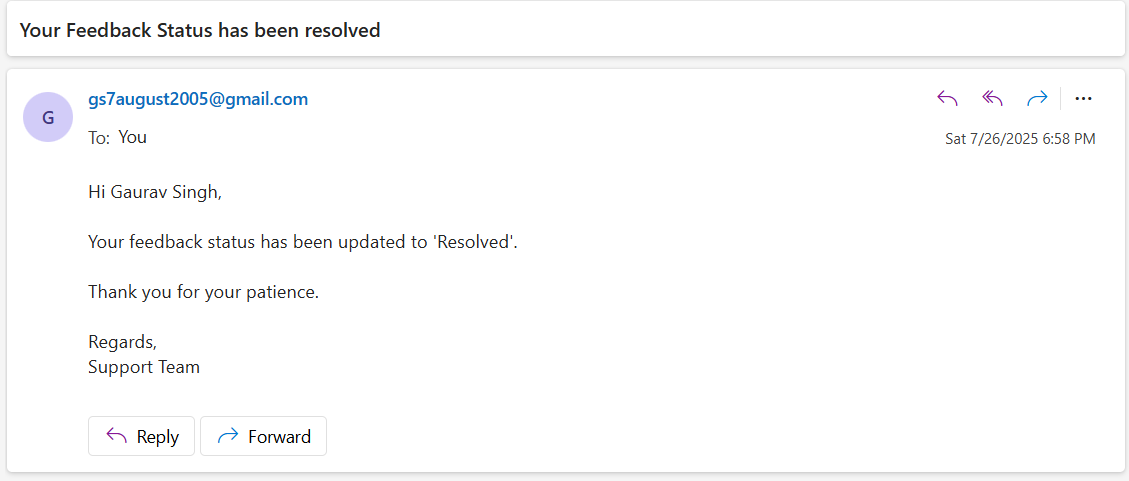 Your Feedback Status has been resolved
gs7august2005@gmail.com
G
To: You
Sat 7/26/2025 6:58 PM
Hi Gaurav Singh,
Your feedback status has been updated to 'Resolved'.
Thank you for your patience.
Regards,
Support Team
Reply
Forward